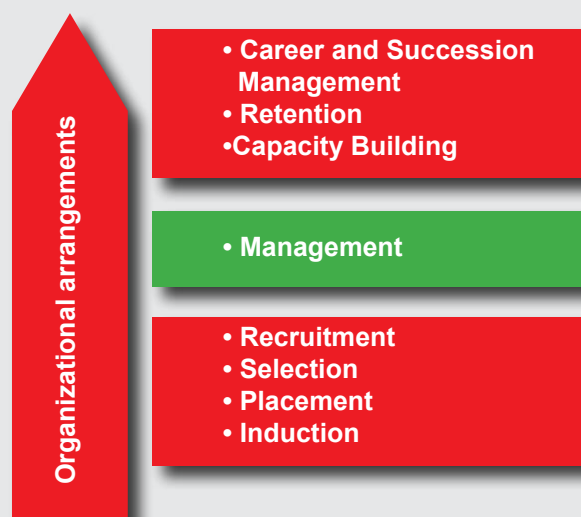 Organizational arrangements
• Career and Succession
Management
• Retention
•Capacity Building
• Management
• Recruitment
• Selection
• Placement
• Induction